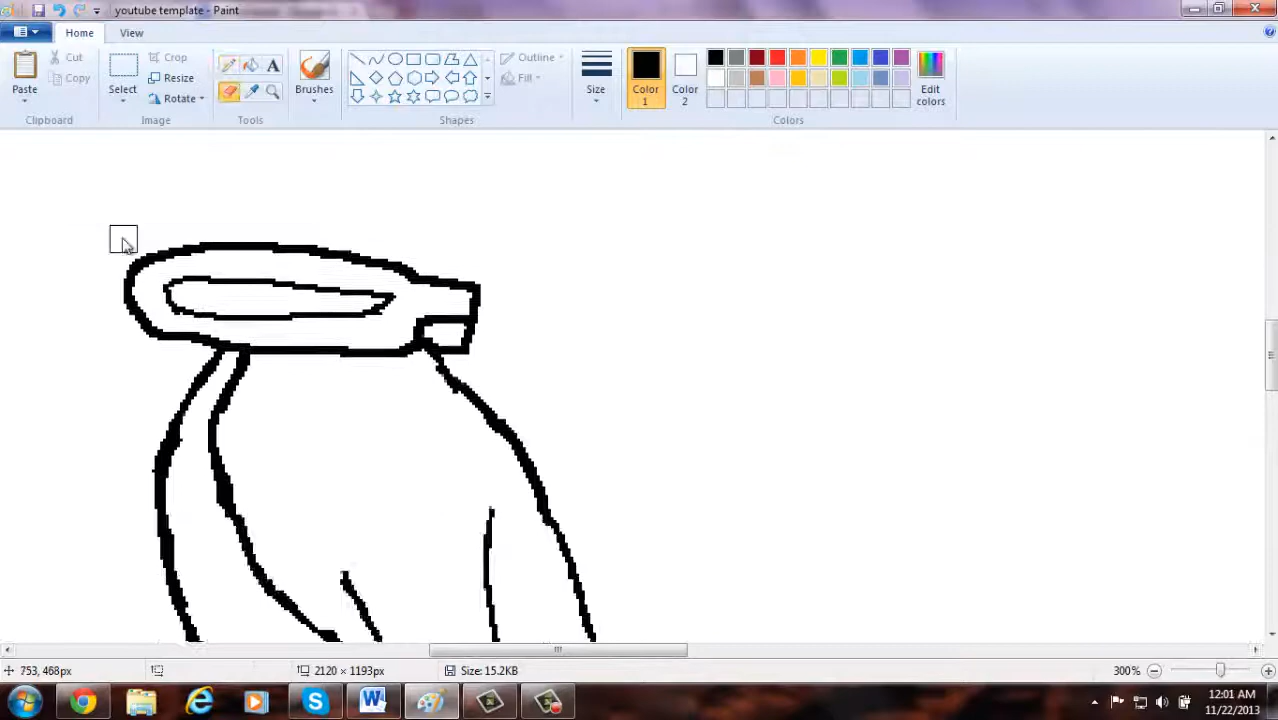 youtube template - Paint
Home View
Paste
Cut
Copy
Clipboard
Select
Crop
Resize
Rotate
Image
A
Tools
Brushes
Outline
Fill
Shapes
Size
Color 1
Color 2
Edit colors
Colors
753, 468px
2120 × 1193px
Size: 15.2KB
300%
12:01 AM
11/22/2013